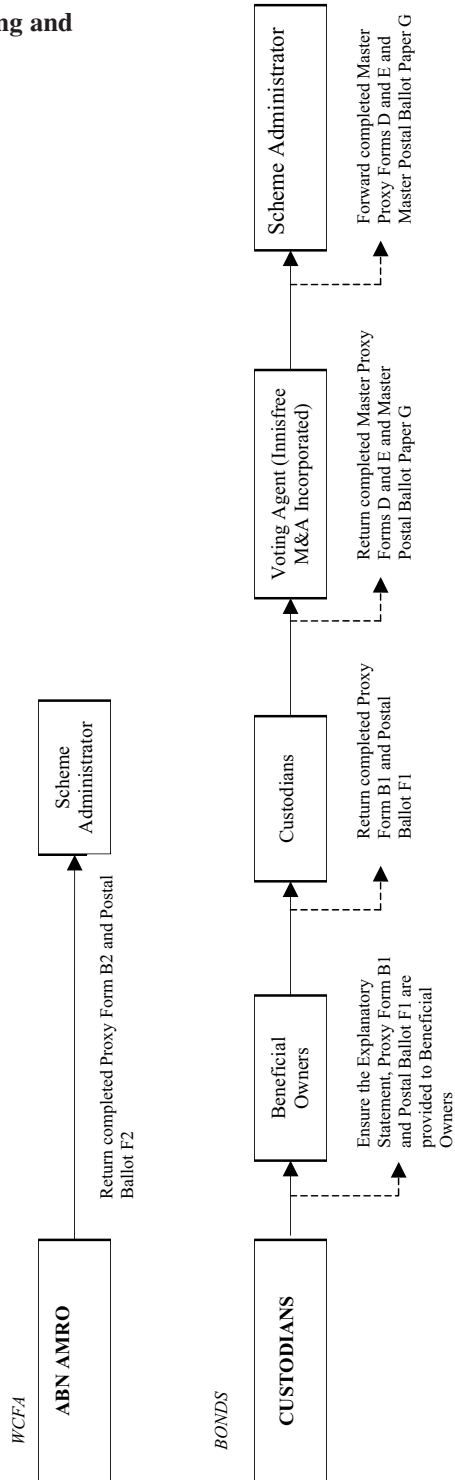 ng and
WCFA
ABN AMRO
Return completed Proxy Form B2 and Postal
Ballot F2
Scheme
Administrator
BONDS
CUSTODIANS
Ensure the Explanatory
Statement, Proxy Form B1
and Postal Ballot F1 are
provided to Beneficial
Owners
Beneficial
Owners
Return completed Proxy
Form B1 and Postal
Ballot F1
Custodians
Return completed Master Proxy
Forms D and E and Master
Postal Ballot Paper G
Voting Agent (Innisfree
M&A Incorporated)
Forward completed Master
Proxy Forms D and E and
Master Postal Ballot Paper G
Scheme Administrator